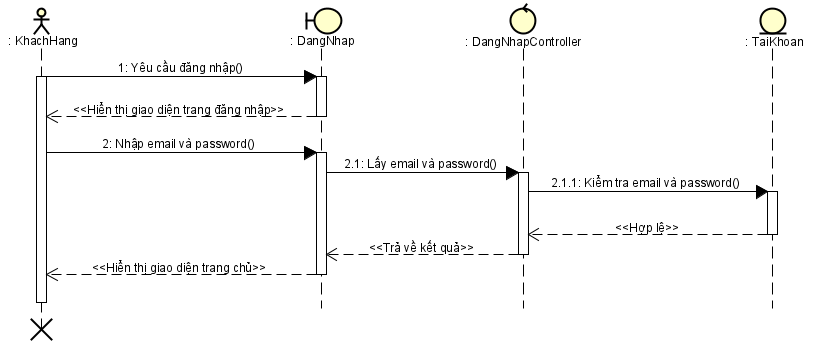 : KhachHang
: DangNhap
: DangNhapController
: TaiKhoan
1: Yêu cầu đăng nhập()
<<Hiển thi giao diện trang đăng nhập>>
2: Nhập email và password()
2.1: Lấy email và password()
2.1.1: Kiểm tra email và password()
<<Hợp lệ>>
<<Trả về kết quả>>
<<Hiển thi giao diện trang chủ>>